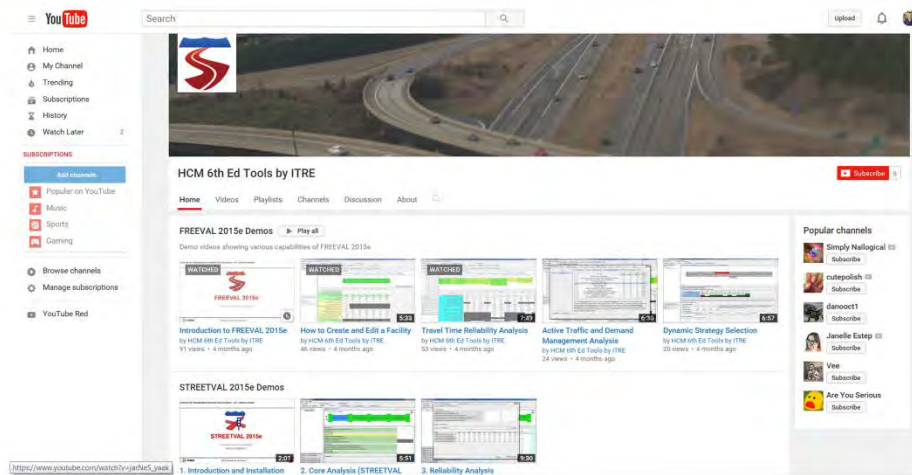 YouTube
Search
Upload
Home
My Channel
Trending
Subscriptions
History
Watch Later 2
SUBSCRIPTIONS
Add channels
Popular on YouTube
Music
Sports
Gaming
Browse channels
Manage subscriptions
YouTube Red
HCM 6th Ed Tools by ITRE
Subscribe 9
Home Videos Playlists Channels Discussion About
FREEVAL 2015e Demos Play all
Demo videos showing various capabilities of FREEVAL 2015e
WATCHED
FREEVAL 2015e
Introduction to FREEVAL 2015e
by HCM 6th Ed Tools by ITRE
91 views • 4 months ago
WATCHED
5:33
How to Create and Edit a Facility
by HCM 6th Ed Tools by ITRE
46 views • 4 months ago
WATCHED
7:49
Travel Time Reliability Analysis
by HCM 6th Ed Tools by ITRE
53 views • 4 months ago
Active Traffic and Demand
Management Analysis
by HCM 6th Ed Tools by ITRE
24 views • 4 months ago
6:57
Dynamic Strategy Selection
by HCM 6th Ed Tools by ITRE
20 views • 4 months ago
STREETVAL 2015e Demos
STREETVAL 2015e
2:01
1. Introduction and Installation
5:51
2. Core Analysis (STREETVAL
9:30
3. Reliability Analysis
Popular channels
Simply Nailogical
Subscribe
cutepolish
Subscribe
danooct1
Subscribe
Janelle Estep
Subscribe
Vee
Subscribe
Are You Serious
Subscribe